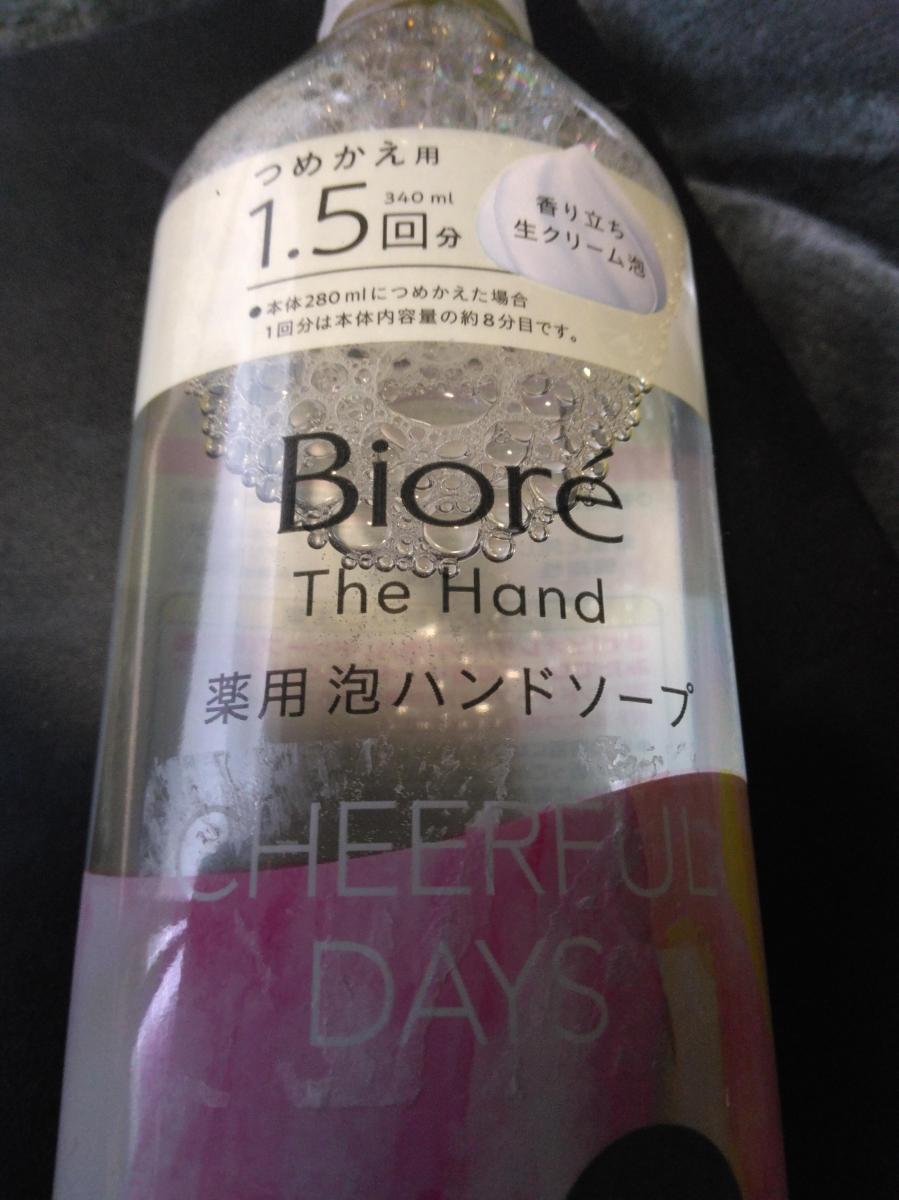 つめかえ用
340ml
1.5回分
香り立ち
生クリーム泡
●本体280mlにつめかえた場合
1回分は本体内容量の約8分目です。
Bioré
The Hand
薬用 泡ハンドソープ
CHEERFUL
DAYS